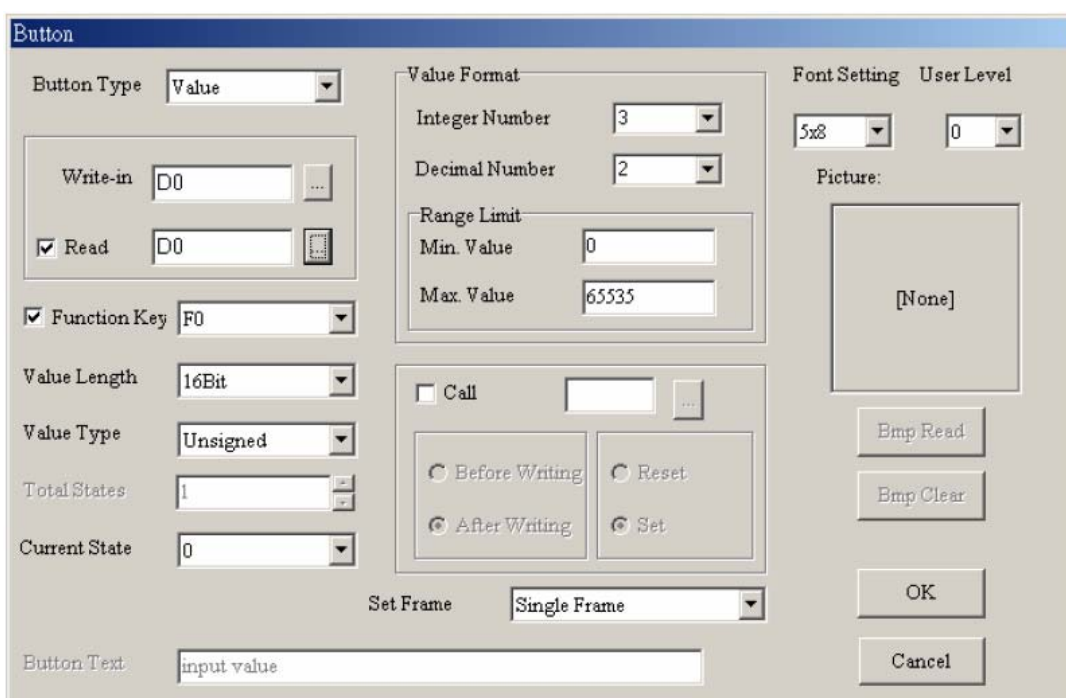 Button
Button Type Value
Write-in D0 ...
Read D0 ...
Function Key F0
Value Length 16Bit
Value Type Unsigned
Total States 1
Current State 0
Value Format
Integer Number 3
Decimal Number 2
Range Limit
Min. Value 0
Max. Value 65535
Call ...
Before Writing Reset
After Writing Set
Set Frame Single Frame
Button Text input value
Font Setting User Level
5x8 0
Picture:
[None]
Bmp Read
Bmp Clear
OK
Cancel